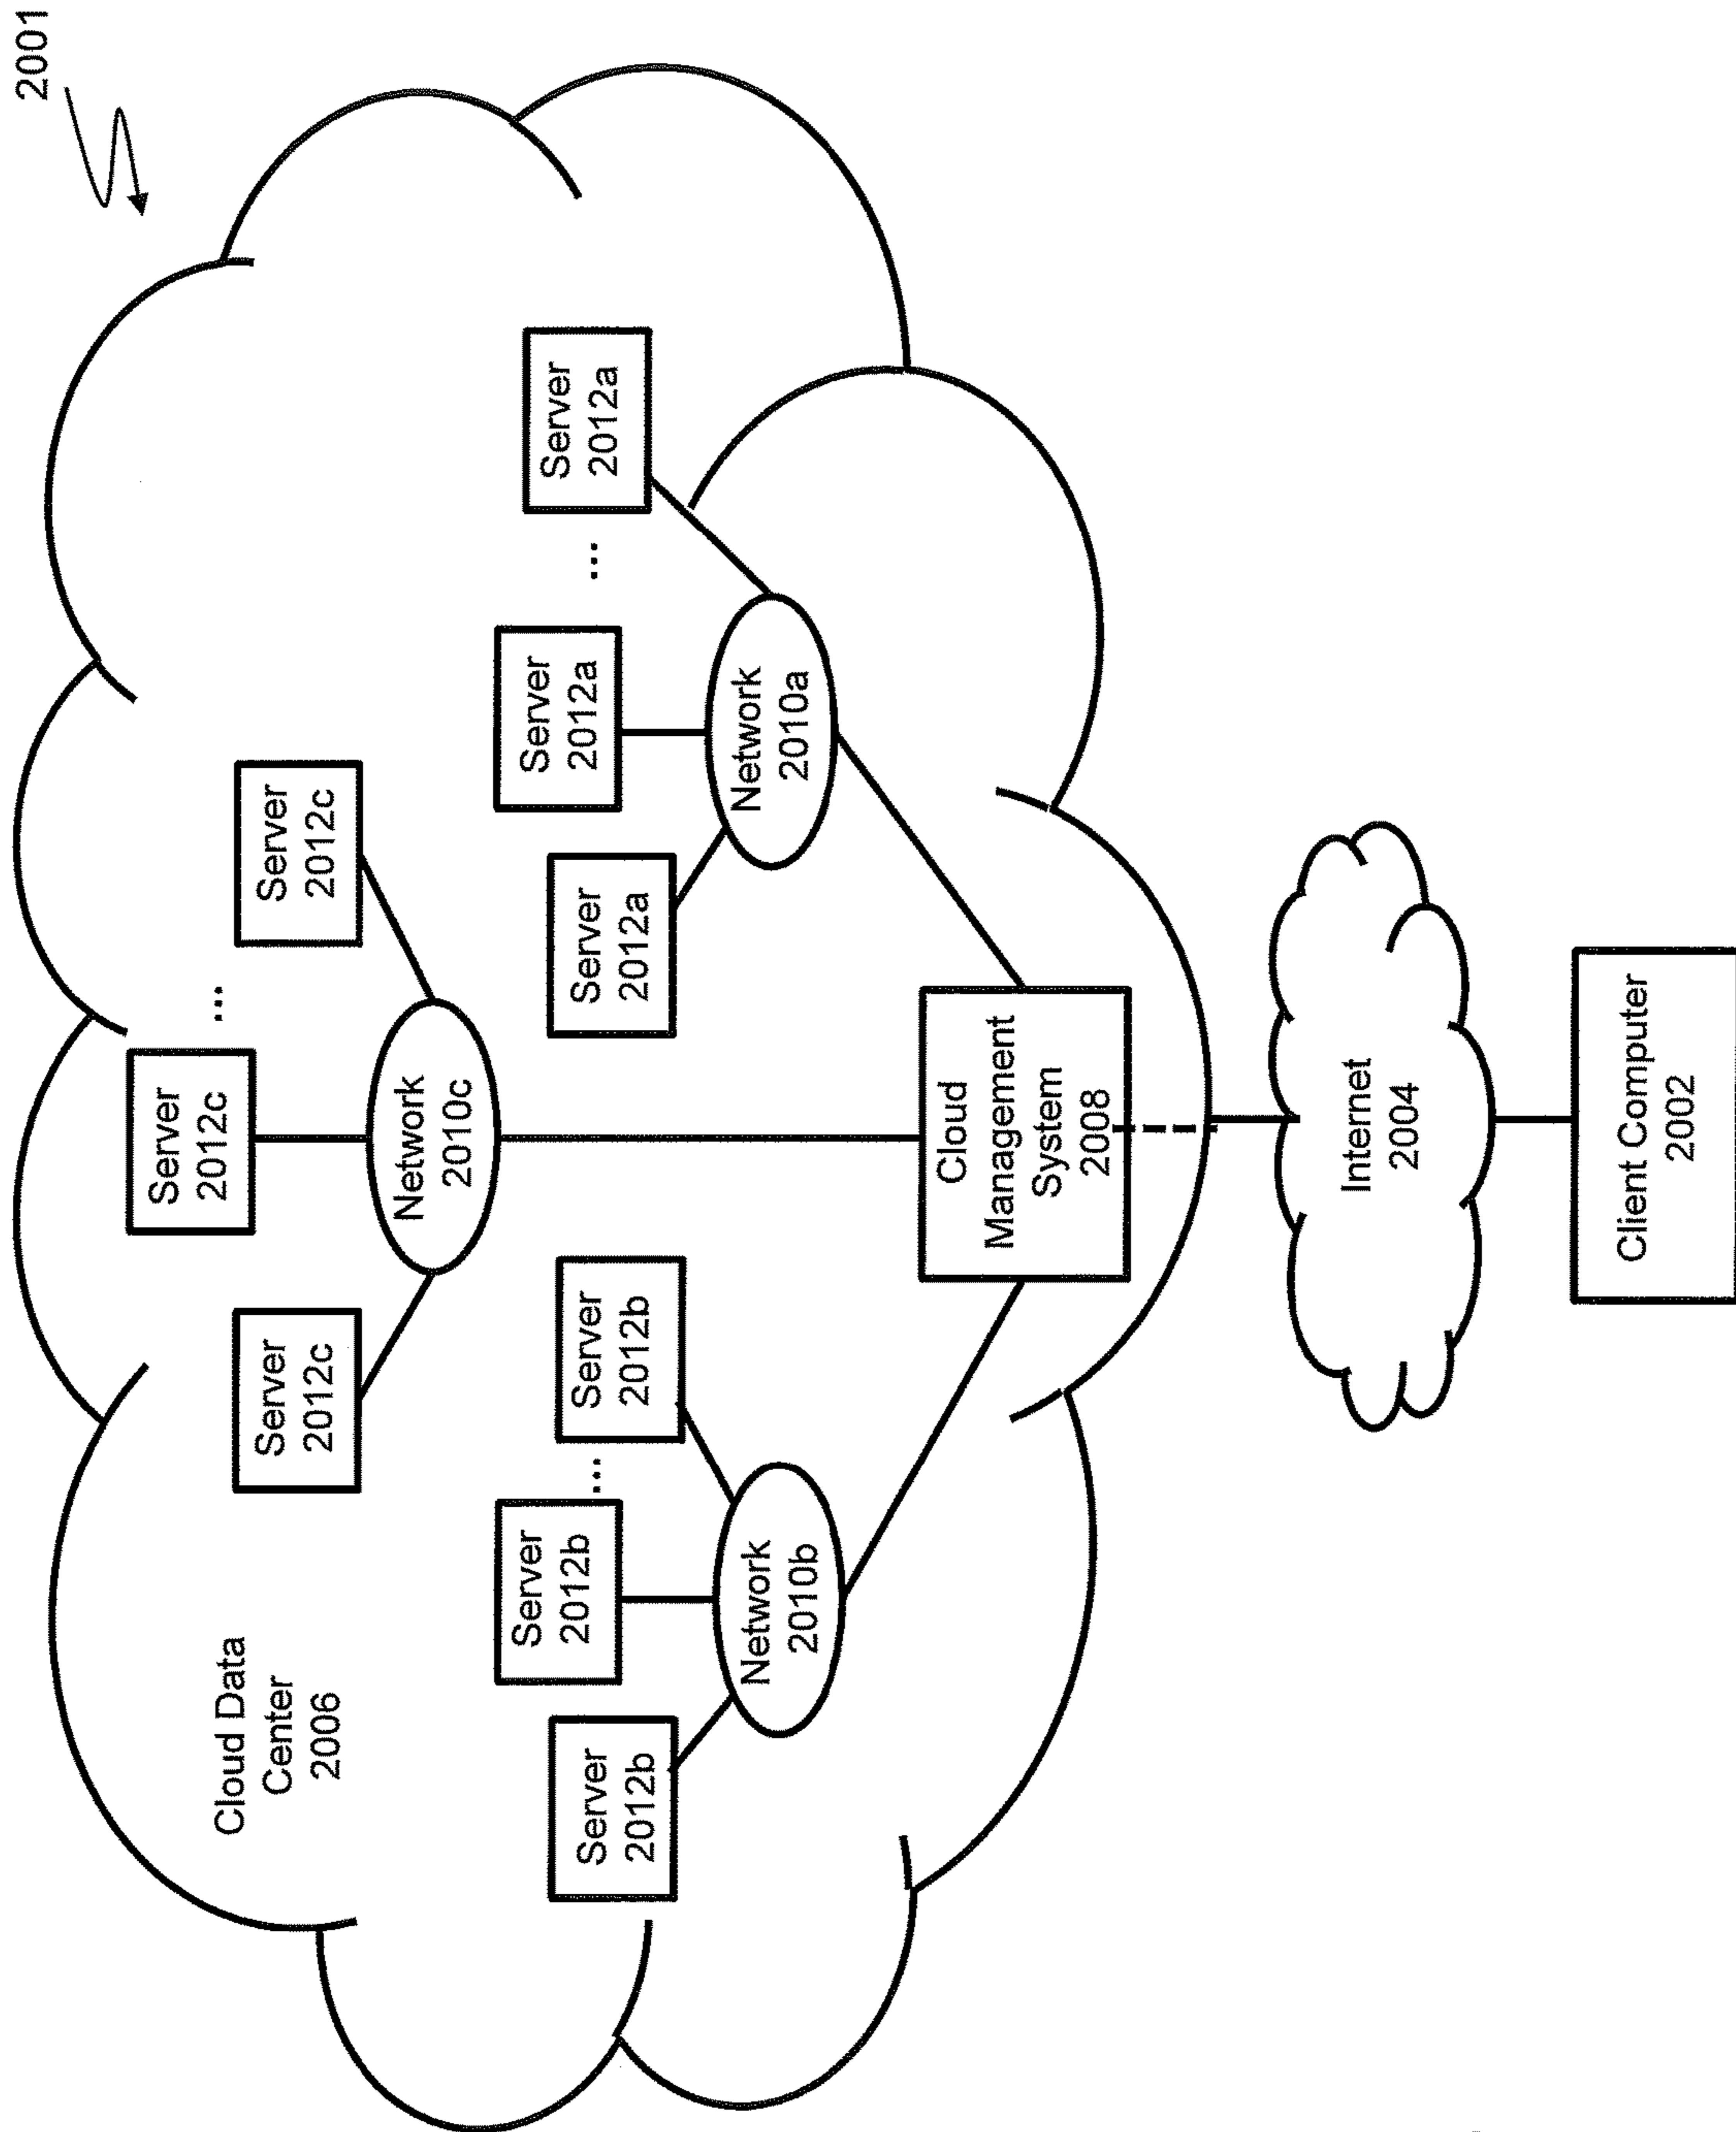 2001
Cloud Data
Center
2006
Server
2012c
Server
2012c
...
Server
2012c
Network
2010c
Server
2012b
Server
2012b
...
Server
2012b
Network
2010b
Server
2012a
Server
2012a
...
Server
2012a
Network
2010a
Cloud
Management
System
2008
Internet
2004
Client Computer
2002